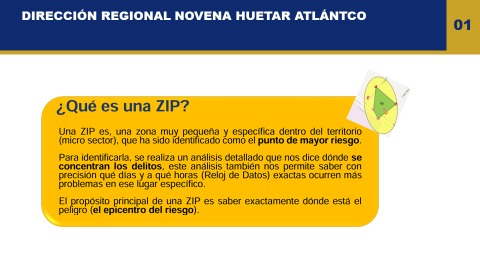 DIRECCIÓN REGIONAL NOVENA HUETAR ATLÁNTCO
01
¿Qué es una ZIP?
Una ZIP es, una zona muy pequeña y específica dentro del territorio
(micro sector), que ha sido identificado como el punto de mayor riesgo.
Para identificarla, se realiza un análisis detallado que nos dice dónde se
concentran los delitos, este análisis también nos permite saber con
precisión qué días y a qué horas (Reloj de Datos) exactas ocurren más
problemas en ese lugar específico.
El propósito principal de una ZIP es saber exactamente dónde está el
peligro (el epicentro del riesgo).